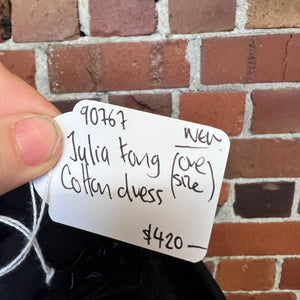 90767
NEW
Julia Fong (one
Cotton dress size)
$420—